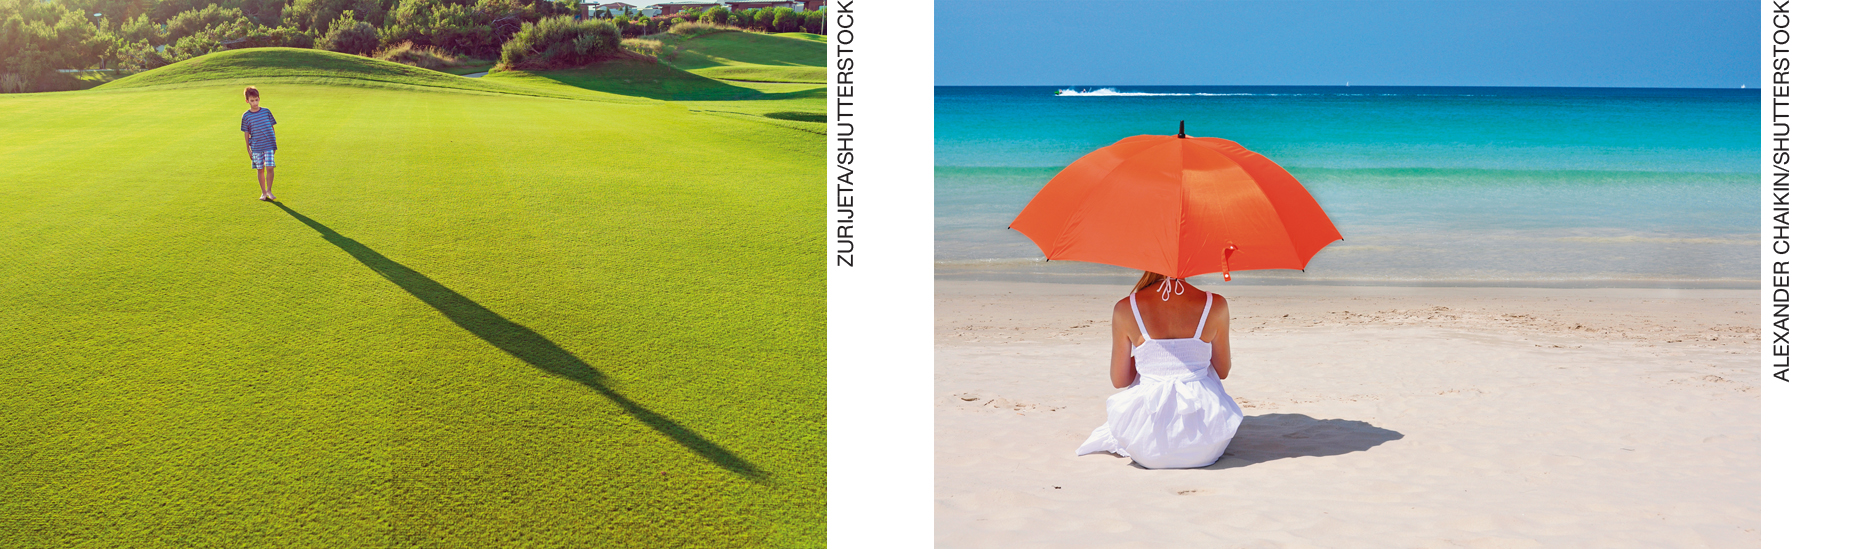 ZURIJETA/SHUTTERSTOCK
ALEXANDER CHAIKIN/SHUTTERSTOCK